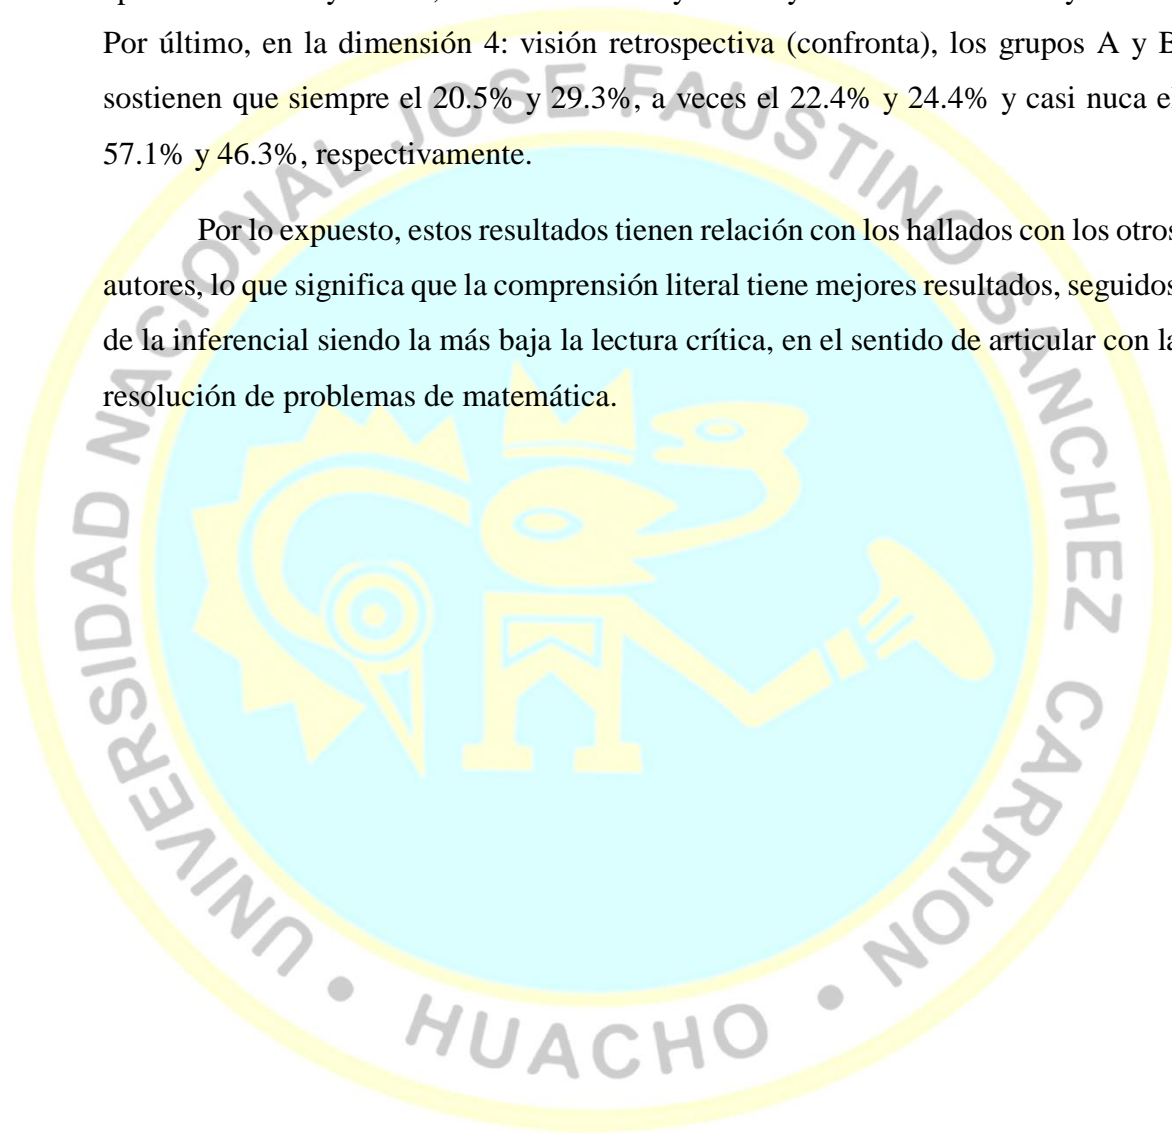 Por último, en la dimensión 4: visión retrospectiva (confronta), los grupos A y B
sostienen que siempre el 20.5% y 29.3%, a veces el 22.4% y 24.4% y casi nuca el
57.1% y 46.3%, respectivamente.
Por lo expuesto, estos resultados tienen relación con los hallados con los otros
autores, lo que significa que la comprensión literal tiene mejores resultados, seguidos
de la inferencial siendo la más baja la lectura crítica, en el sentido de articular con la
resolución de problemas de matemática.
UNIVERSIDAD NACIONAL JOSE FAUSTINO SANCHEZ CARRION • HUACHO •